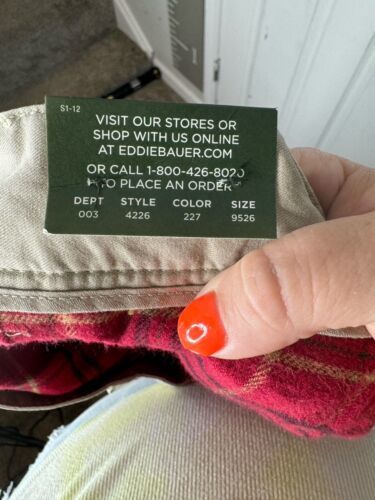 S1-12
VISIT OUR STORES OR
SHOP WITH US ONLINE
AT EDDIEBAUER.COM
OR CALL 1-800-426-8020
TO PLACE AN ORDER
DEPT STYLE COLOR SIZE
003 4226 227 9526